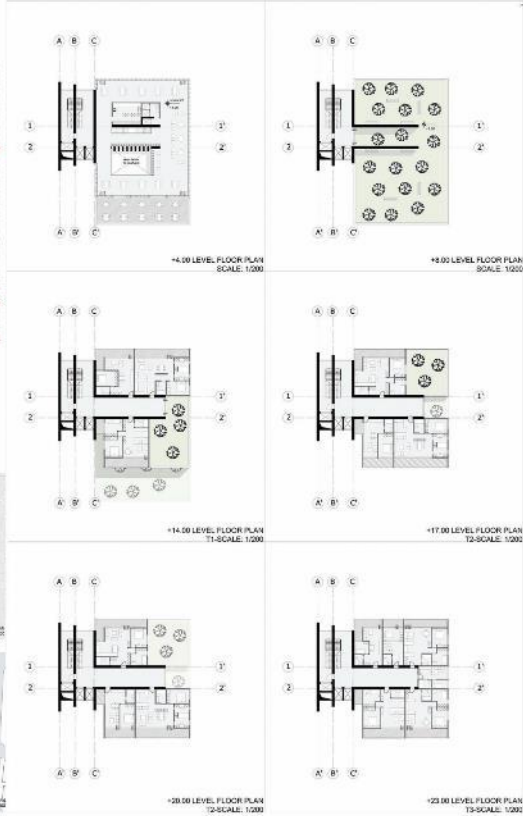 A B C
1 1'
2 2'
A' B' C'
+4.00 LEVEL FLOOR PLAN
SCALE: 1/200
A B C
1 1'
2 2'
A' B' C'
+8.00 LEVEL FLOOR PLAN
SCALE: 1/200
A B C
1 1'
2 2'
A' B' C'
+14.00 LEVEL FLOOR PLAN
T1-SCALE: 1/200
A B C
1 1'
2 2'
A' B' C'
+17.00 LEVEL FLOOR PLAN
T2-SCALE: 1/200
A B C
1 1'
2 2'
A' B' C'
+20.00 LEVEL FLOOR PLAN
T2-SCALE: 1/200
A B C
1 1'
2 2'
A' B' C'
+23.00 LEVEL FLOOR PLAN
T3-SCALE: 1/200